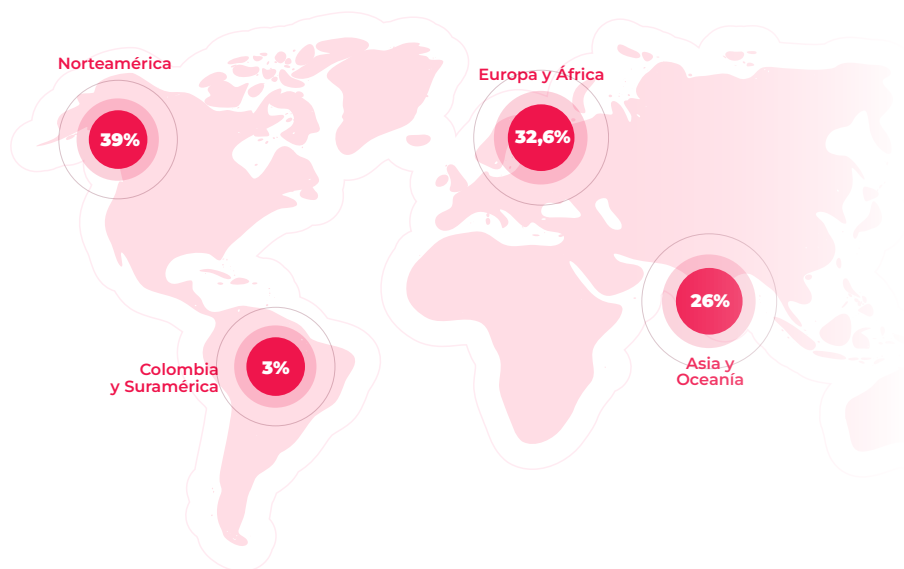 Norteamérica
39%
Europa y África
32,6%
Colombia
y Suramérica
3%
26%
Asia y
Oceanía